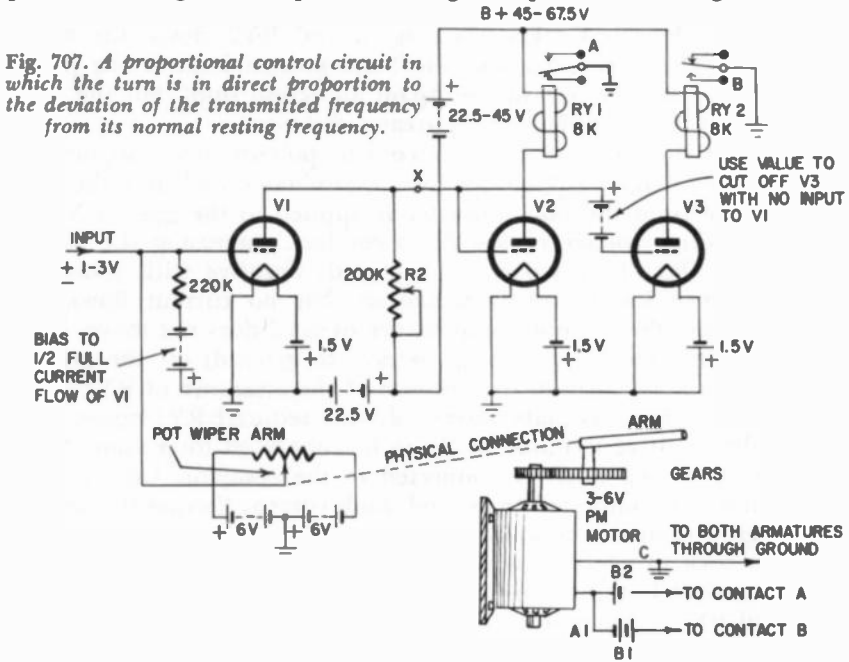 B + 45-67.5V
Fig. 707. A proportional control circuit in
which the turn is in direct proportion to
the deviation of the transmitted frequency
from its normal resting frequency.
+
22.5-45 V
A
RY 1
8K
B
RY 2
8K
USE VALUE TO
CUT OFF V3
WITH NO INPUT
TO V1
X
V1
V2
+
V3
INPUT
+ 1-3V
-
220K
200K
R2
BIAS TO
1/2 FULL
CURRENT
FLOW OF V1
+
1.5 V
+
1.5 V
+
1.5 V
+
+
22.5 V
POT WIPER ARM
PHYSICAL CONNECTION
ARM
GEARS
3-6V
PM
MOTOR
+ 6V
+ 6V
C
TO BOTH ARMATURES
THROUGH GROUND
B2
TO CONTACT A
A1
TO CONTACT B
B1